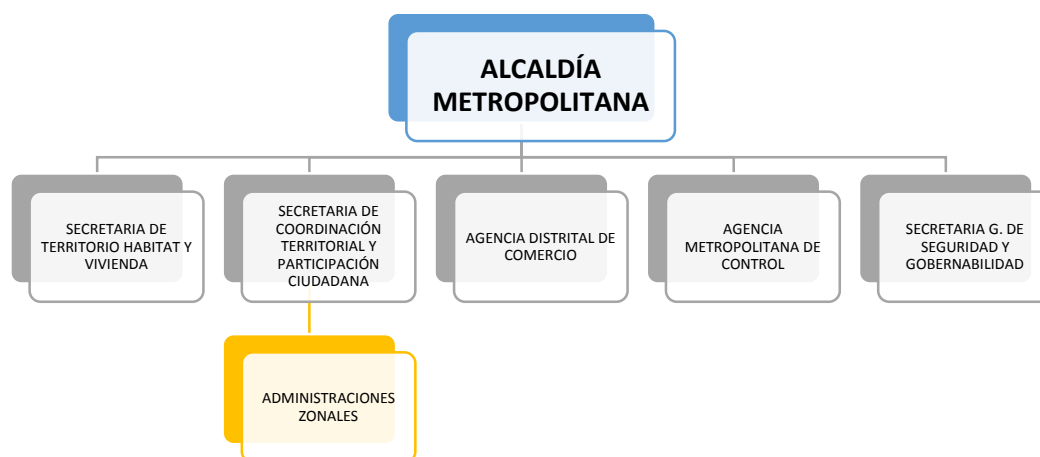 ALCALDÍA
METROPOLITANA
SECRETARIA DE
TERRITORIO HABITAT Y
VIVIENDA
SECRETARIA DE
COORDINACIÓN
TERRITORIAL Y
PARTICIPACIÓN
CIUDADANA
AGENCIA DISTRITAL DE
COMERCIO
AGENCIA
METROPOLITANA DE
CONTROL
SECRETARIA G. DE
SEGURIDAD Y
GOBERNABILIDAD
ADMINISTRACIONES
ZONALES